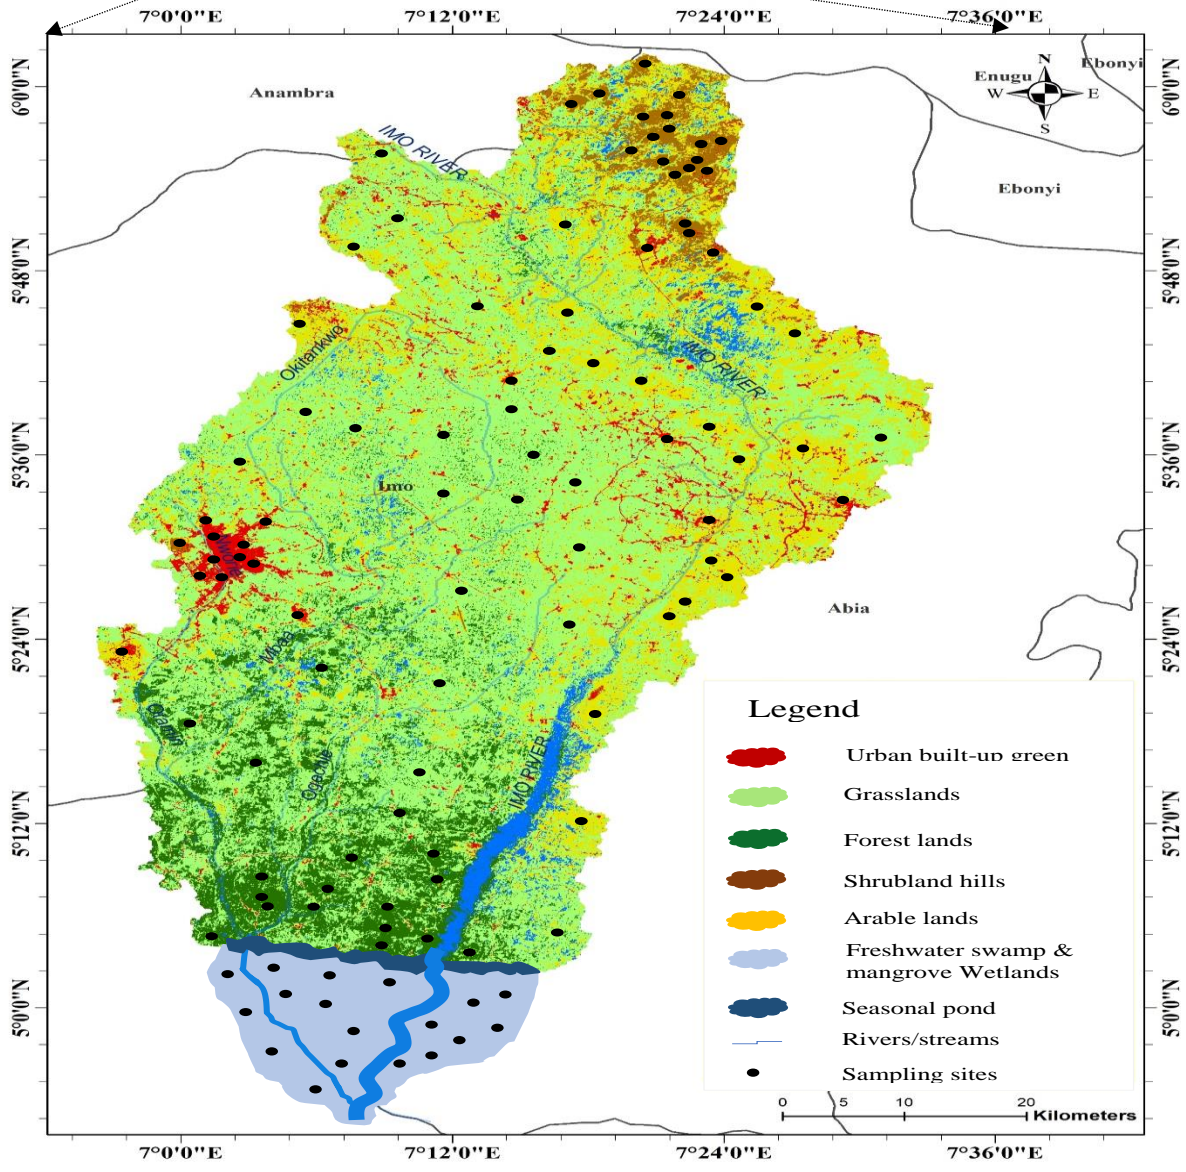 7°0'0"E 7°12'0"E 7°24'0"E 7°36'0"E
6°0'0"N 5°48'0"N 5°36'0"N 5°24'0"N 5°12'0"N 5°0'0"N
Anambra
Enugu
Ebonyi
N
W E
S
Ebonyi
IMO RIVER
Okitankwo
IMO RIVER
Imo
Abia
Mbaa
Otamiri
Ogechie
IMO RIVER
Legend
Urban built-up green
Grasslands
Forest lands
Shrubland hills
Arable lands
Freshwater swamp &
mangrove Wetlands
Seasonal pond
Rivers/streams
Sampling sites
0 5 10 20
Kilometers
6°0'0"N 5°48'0"N 5°36'0"N 5°24'0"N 5°12'0"N 5°0'0"N
7°0'0"E 7°12'0"E 7°24'0"E 7°36'0"E